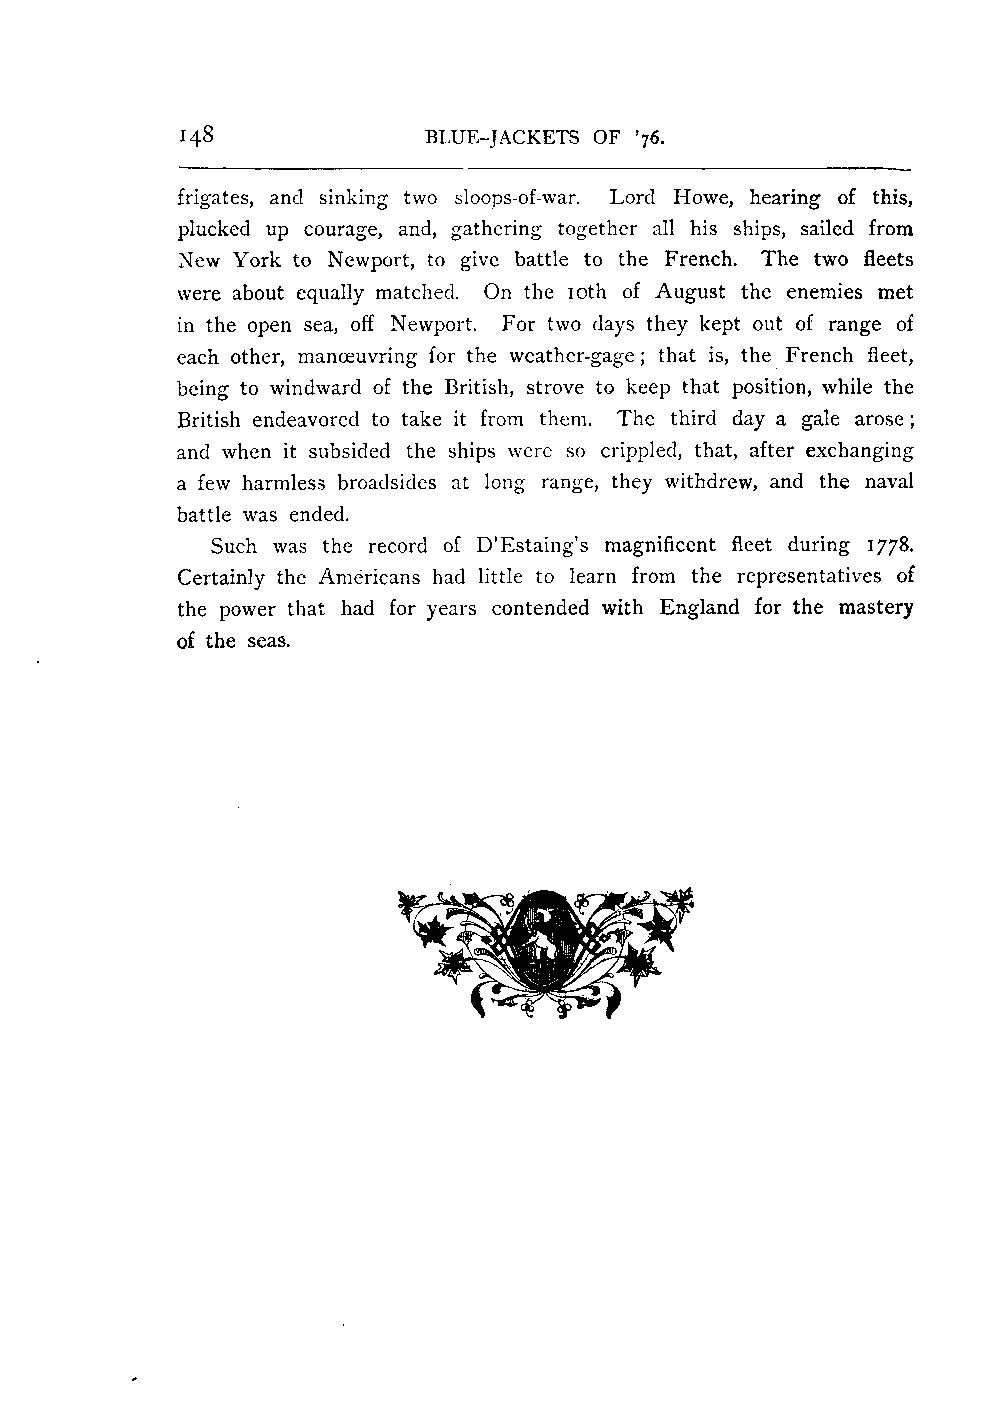 148 BLUE-JACKETS OF '76.
frigates, and sinking two sloops-of-war. Lord Howe, hearing of this,
plucked up courage, and, gathering together all his ships, sailed from
New York to Newport, to give battle to the French. The two fleets
were about equally matched. On the 10th of August the enemies met
in the open sea, off Newport. For two days they kept out of range of
each other, manœuvring for the weather-gage; that is, the French fleet,
being to windward of the British, strove to keep that position, while the
British endeavored to take it from them. The third day a gale arose;
and when it subsided the ships were so crippled, that, after exchanging
a few harmless broadsides at long range, they withdrew, and the naval
battle was ended.
Such was the record of D'Estaing's magnificent fleet during 1778.
Certainly the Americans had little to learn from the representatives of
the power that had for years contended with England for the mastery
of the seas.